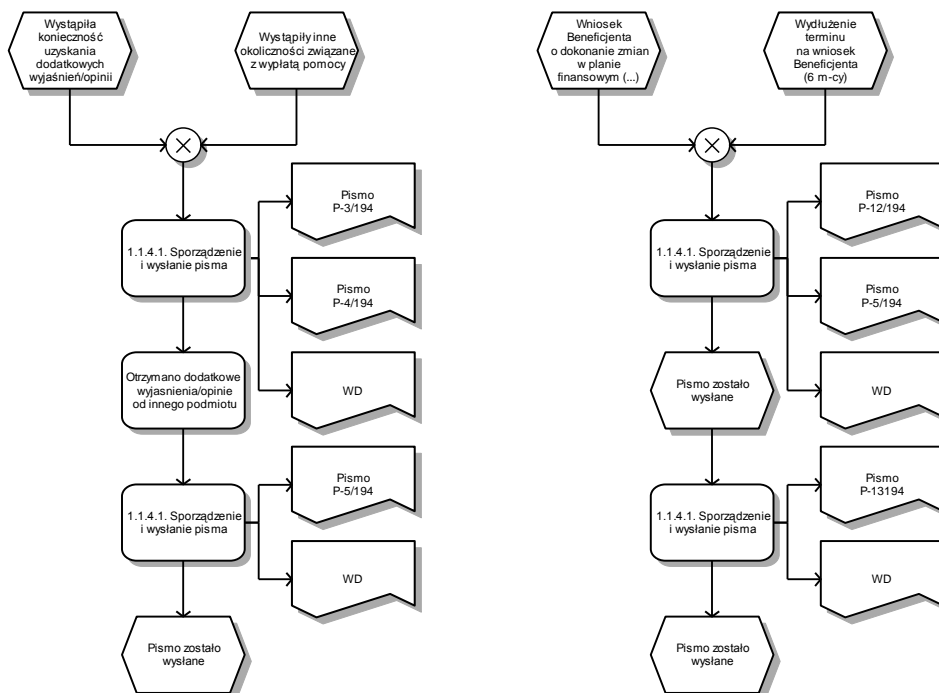 Wystąpiła
konieczność
uzyskania
dodatkowych
wyjaśnień/opinii
Wystąpiły inne
okoliczności związane
z wypłatą pomocy
Pismo
P-3/194
1.1.4.1. Sporządzenie
i wysłanie pisma
Pismo
P-4/194
Otrzymano dodatkowe
wyjasnienia/opinie
od innego podmiotu
WD
Pismo
P-5/194
1.1.4.1. Sporządzenie
i wysłanie pisma
WD
Pismo zostało
wysłane
Wniosek
Beneficjenta
o dokonanie zmian
w planie
finansowym (...)
Wydłużenie
terminu
na wniosek
Beneficjenta
(6 m-cy)
Pismo
P-12/194
1.1.4.1. Sporządzenie
i wysłanie pisma
Pismo
P-5/194
Pismo zostało
wysłane
WD
Pismo
P-13194
1.1.4.1. Sporządzenie
i wysłanie pisma
WD
Pismo zostało
wysłane